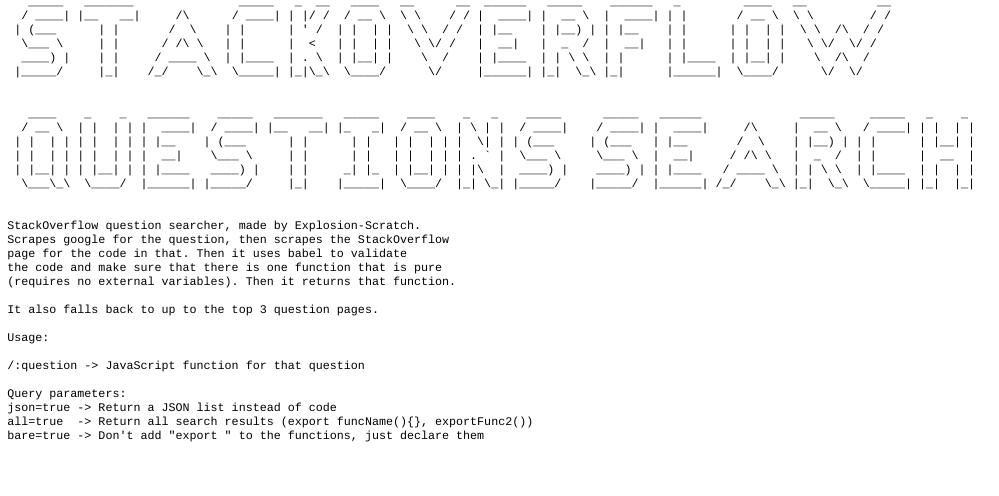 STACKOVERFLOW
QUESTIONS SEARCH
StackOverflow question searcher, made by Explosion-Scratch.
Scrapes google for the question, then scrapes the StackOverflow
page for the code in that. Then it uses babel to validate
the code and make sure that there is one function that is pure
(requires no external variables). Then it returns that function.
It also falls back to up to the top 3 question pages.
Usage:
/:question -> JavaScript function for that question
Query parameters:
json=true -> Return a JSON list instead of code
all=true  -> Return all search results (export funcName(){}, exportFunc2())
bare=true -> Don't add "export " to the functions, just declare them